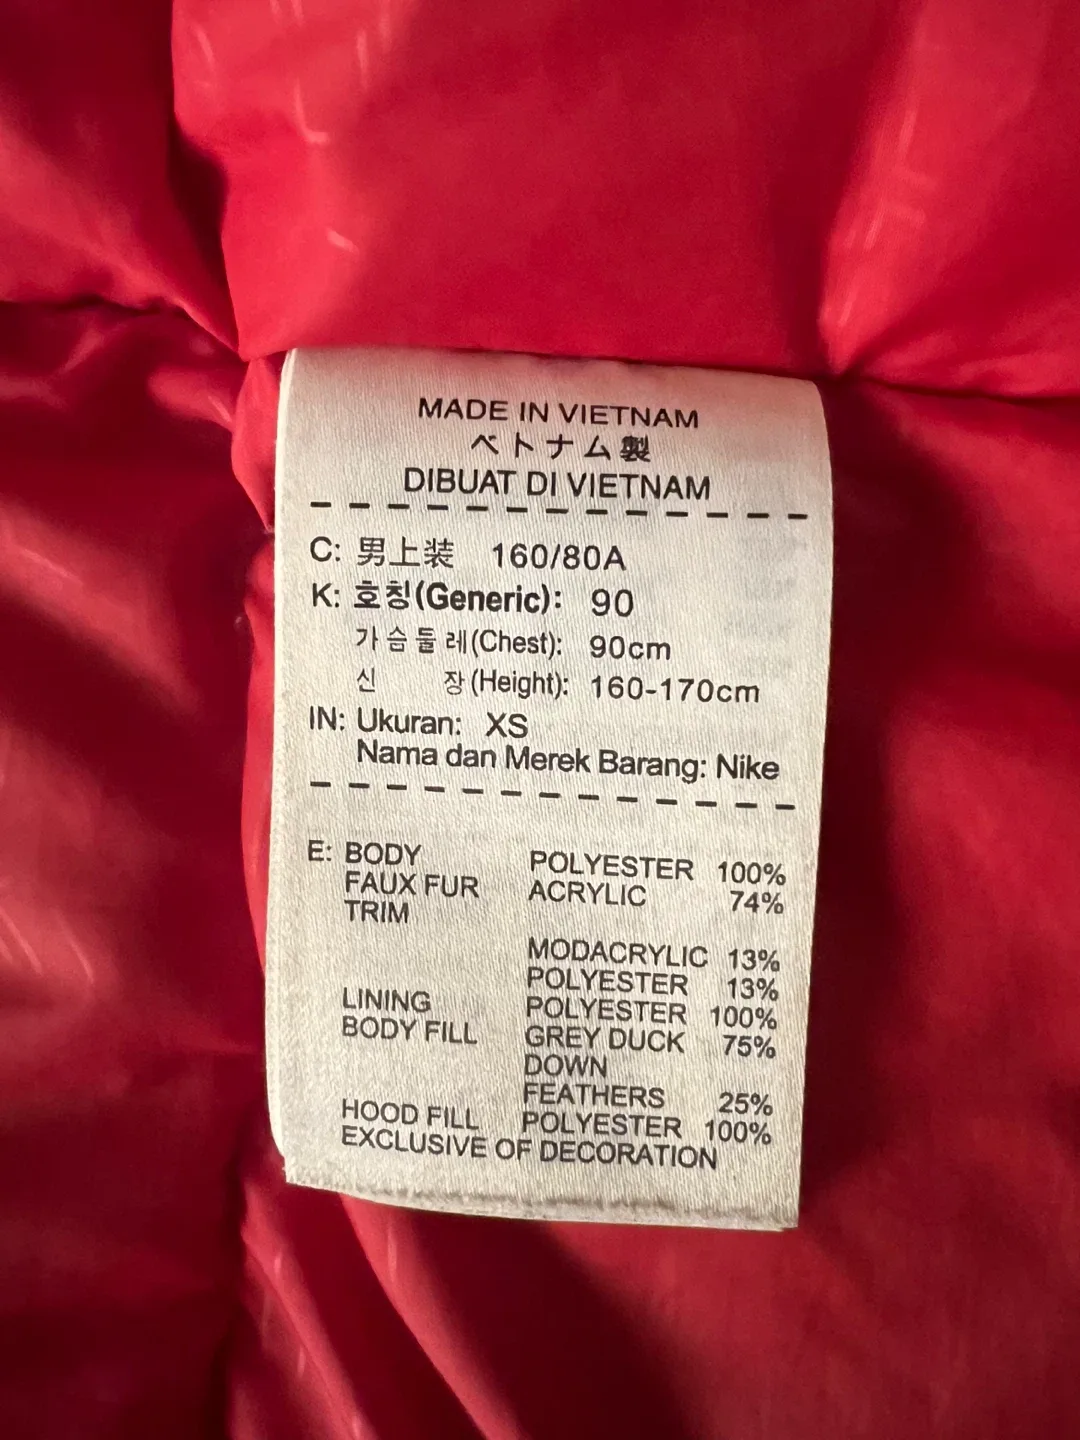 MADE IN VIETNAM
ベトナム製
DIBUAT DI VIETNAM
C: 男上装 160/80A
K: 호칭(Generic): 90
가슴둘레(Chest): 90cm
신 장(Height): 160-170cm
IN: Ukuran: XS
Nama dan Merek Barang: Nike
E: BODY POLYESTER 100%
FAUX FUR ACRYLIC 74%
TRIM
MODACRYLIC 13%
POLYESTER 13%
LINING POLYESTER 100%
BODY FILL GREY DUCK 75%
DOWN
FEATHERS 25%
HOOD FILL POLYESTER 100%
EXCLUSIVE OF DECORATION